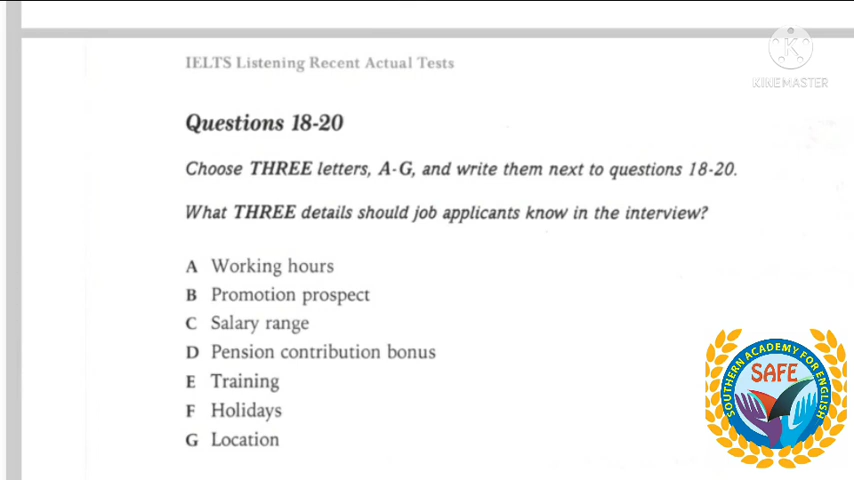 IELTS Listening Recent Actual Tests
KINEMASTER
Questions 18-20
Choose THREE letters, A-G, and write them next to questions 18-20.
What THREE details should job applicants know in the interview?
A Working hours
B Promotion prospect
C Salary range
D Pension contribution bonus
E Training
F Holidays
G Location
SOUTHERN ACADEMY FOR ENGLISH
SAFE